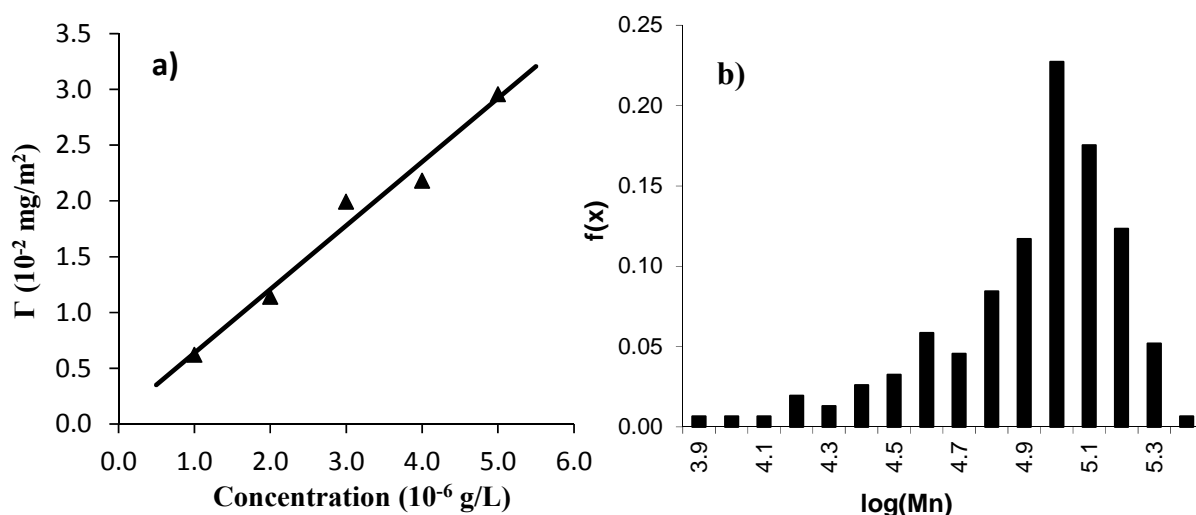 a)
3.5
3.0
2.5
2.0
1.5
1.0
0.5
0.0
Γ (10⁻² mg/m²)
0.0 1.0 2.0 3.0 4.0 5.0 6.0
Concentration (10⁻⁶ g/L)
b)
0.25
0.20
0.15
0.10
0.05
0.00
f(x)
3.9 4.1 4.3 4.5 4.7 4.9 5.1 5.3
log(Mn)